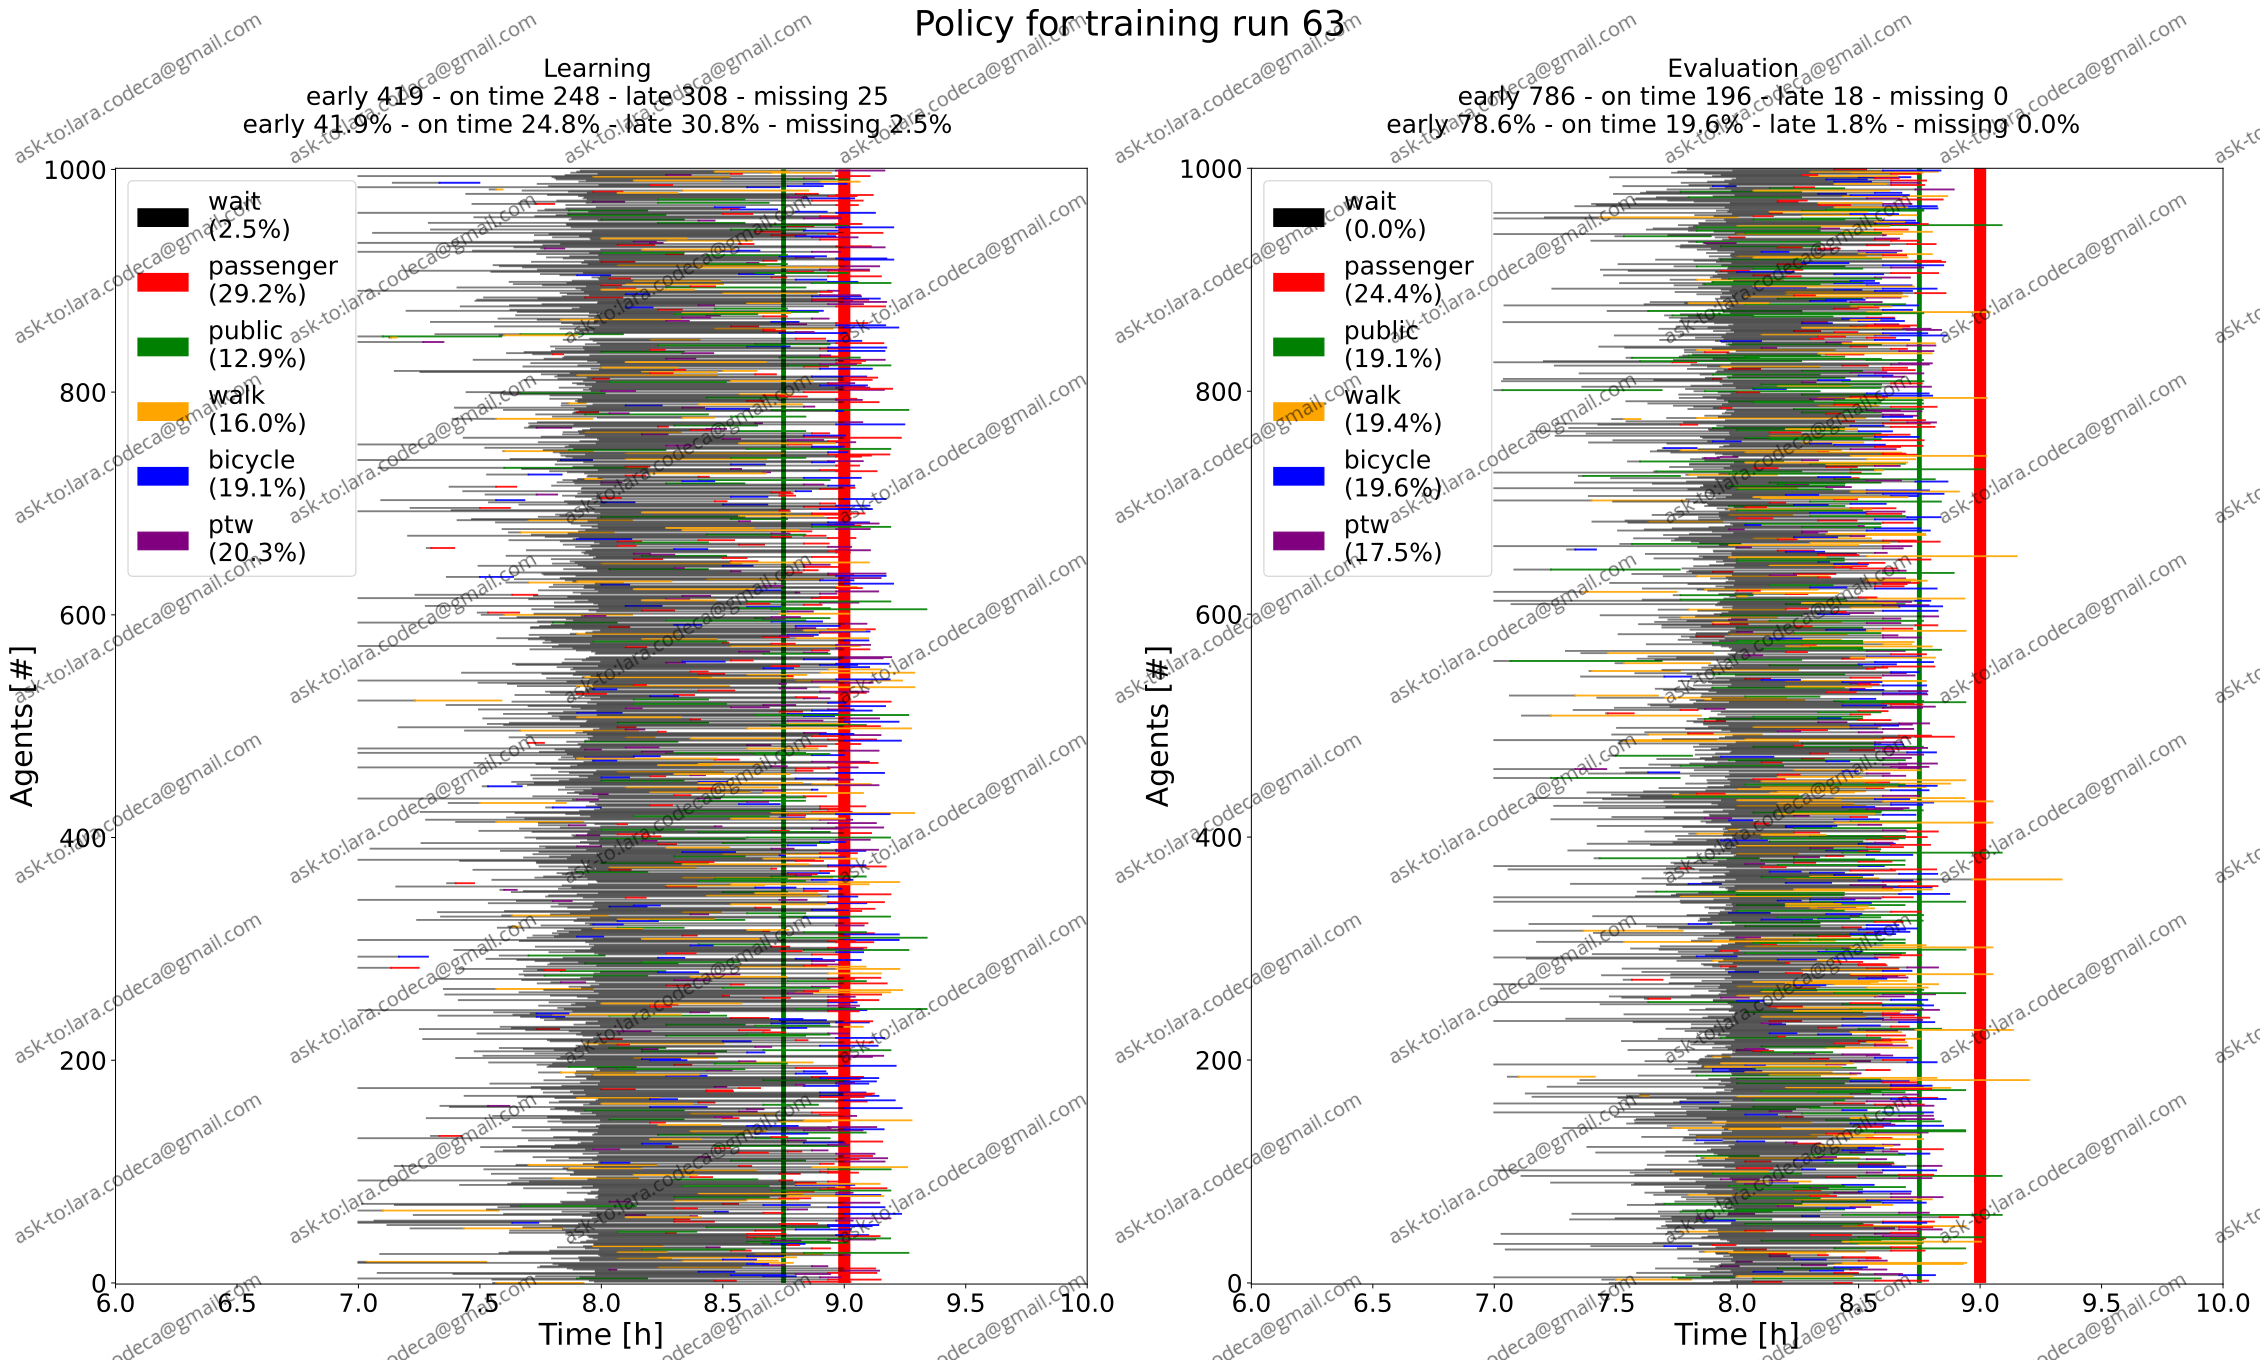 Policy for training run 63
Learning
early 419 - on time 248 - late 308 - missing 25
early 41.9% - on time 24.8% - late 30.8% - missing 2.5%
1000
800
600
400
200
0
Agents [#]
wait
(2.5%)
passenger
(29.2%)
public
(12.9%)
walk
(16.0%)
bicycle
(19.1%)
ptw
(20.3%)
6.0 6.5 7.0 7.5 8.0 8.5 9.0 9.5 10.0
Time [h]
Evaluation
early 786 - on time 196 - late 18 - missing 0
early 78.6% - on time 19.6% - late 1.8% - missing 0.0%
1000
800
600
400
200
0
Agents [#]
wait
(0.0%)
passenger
(24.4%)
public
(19.1%)
walk
(19.4%)
bicycle
(19.6%)
ptw
(17.5%)
6.0 6.5 7.0 7.5 8.0 8.5 9.0 9.5 10.0
Time [h]
ask-to:lara.codeca@gmail.com